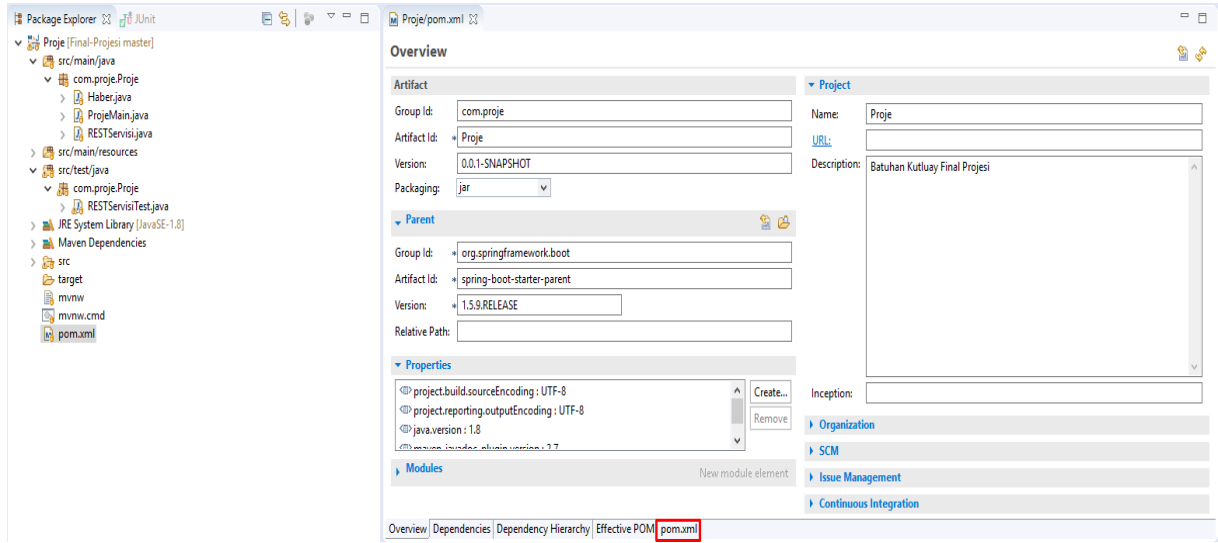 Package Explorer JUnit
Proje [Final-Projesi master]
src/main/java
com.proje.Proje
Haber.java
ProjeMain.java
RESTServisi.java
src/main/resources
src/test/java
com.proje.Proje
RESTServisiTest.java
JRE System Library [JavaSE-1.8]
Maven Dependencies
src
target
mvnw
mvnw.cmd
pom.xml
Proje/pom.xml
Overview
Artifact
Group Id: com.proje
Artifact Id: * Proje
Version: 0.0.1-SNAPSHOT
Packaging: jar
Parent
Group Id: * org.springframework.boot
Artifact Id: * spring-boot-starter-parent
Version: * 1.5.9.RELEASE
Relative Path:
Properties
project.build.sourceEncoding : UTF-8
project.reporting.outputEncoding : UTF-8
java.version : 1.8
maven-javadoc-plugin.version : 2.7
Create...
Remove
Modules
New module element
Project
Name: Proje
URL:
Description: Batuhan Kutluay Final Projesi
Inception:
Organization
SCM
Issue Management
Continuous Integration
Overview Dependencies Dependency Hierarchy Effective POM pom.xml